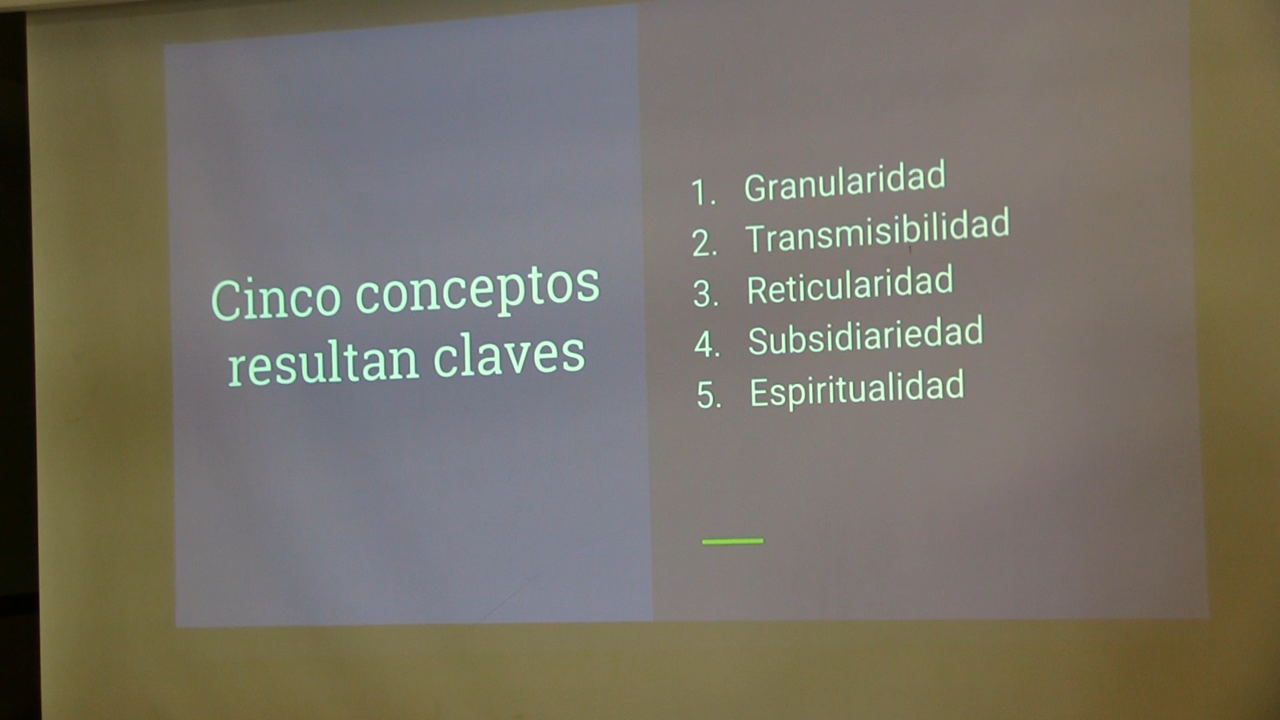 Cinco conceptos
resultan claves
1. Granularidad
2. Transmisibilidad
3. Reticularidad
4. Subsidiariedad
5. Espiritualidad